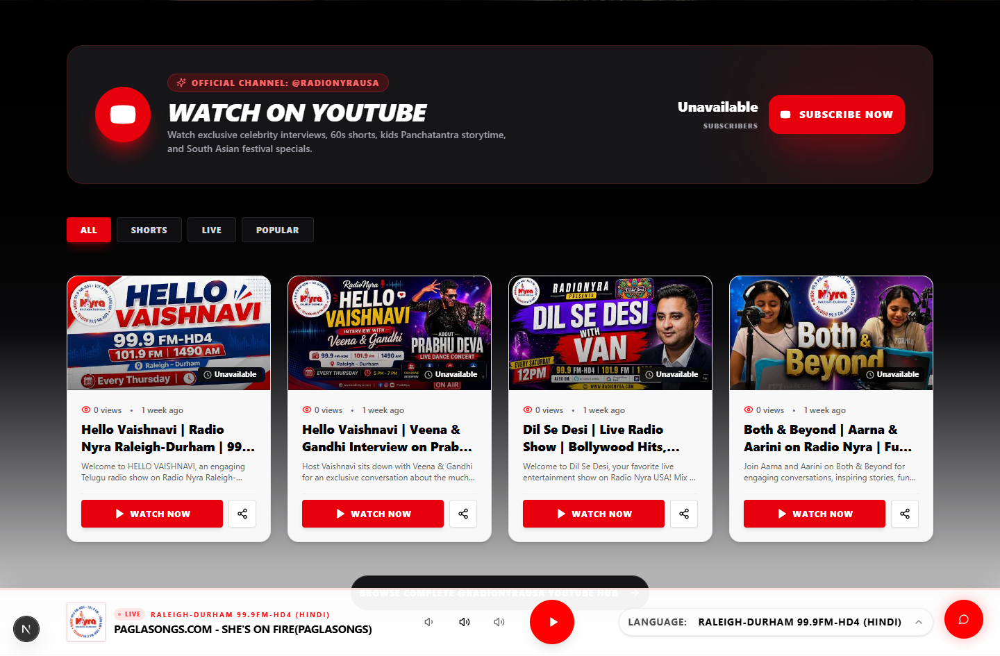 OFFICIAL CHANNEL: @RADIONYRAUSA
WATCH ON YOUTUBE
Watch exclusive celebrity interviews, 60s shorts, kids Panchatantra storytime,
and South Asian festival specials.
Unavailable
SUBSCRIBERS
SUBSCRIBE NOW
ALL
SHORTS
LIVE
POPULAR
Nyra
HELLO
VAISHNAVI
99.9 FM-HD4
101.9 FM | 1490 AM
Raleigh - Durham
Every Thursday
Unavailable
0 views • 1 week ago
Hello Vaishnavi | Radio
Nyra Raleigh-Durham | 99...
Welcome to HELLO VAISHNAVI, an engaging
Telugu radio show on Radio Nyra Raleigh-...
WATCH NOW
RadioNyra
Nyra
HELLO
VAISHNAVI
INTERVIEW WITH
Veena & Gandhi
ABOUT
PRABHU DEVA
LIVE DANCE CONCERT
99.9 FM-HD4 | 101.9 FM | 1490 AM
Raleigh - Durham
EVERY THURSDAY | 5 PM - 7 PM
ON AIR
Unavailable
0 views • 1 week ago
Hello Vaishnavi | Veena &
Gandhi Interview on Prab...
Host Vaishnavi sits down with Veena & Gandhi
for an exclusive conversation about the much...
WATCH NOW
Nyra
RADIONYRA
PRESENTS
Dil Se Desi
DIL SE DESI
WITH
VAN
EVERY SATURDAY
12PM
99.9 FM-HD4 | 101.9 FM |
ALSO ON:
WWW.RADIONYRA.COM
Unavailable
0 views • 1 week ago
Dil Se Desi | Live Radio
Show | Bollywood Hits,...
Welcome to Dil Se Desi, your favorite live
entertainment show on Radio Nyra USA! Mix ...
WATCH NOW
Nyra
RALEIGH-DURHAM
Both &
Beyond
Unavailable
0 views • 1 week ago
Both & Beyond | Aarna &
Aarini on Radio Nyra | Fu...
Join Aarna and Aarini on Both & Beyond for
engaging conversations, inspiring stories, fun...
WATCH NOW
BROWSE COMPLETE @RADIONYRAUSA YOUTUBE HUB
N
Nyra
LIVE
RALEIGH-DURHAM 99.9FM-HD4 (HINDI)
PAGLASONGS.COM - SHE'S ON FIRE(PAGLASONGS)
LANGUAGE: RALEIGH-DURHAM 99.9FM-HD4 (HINDI)